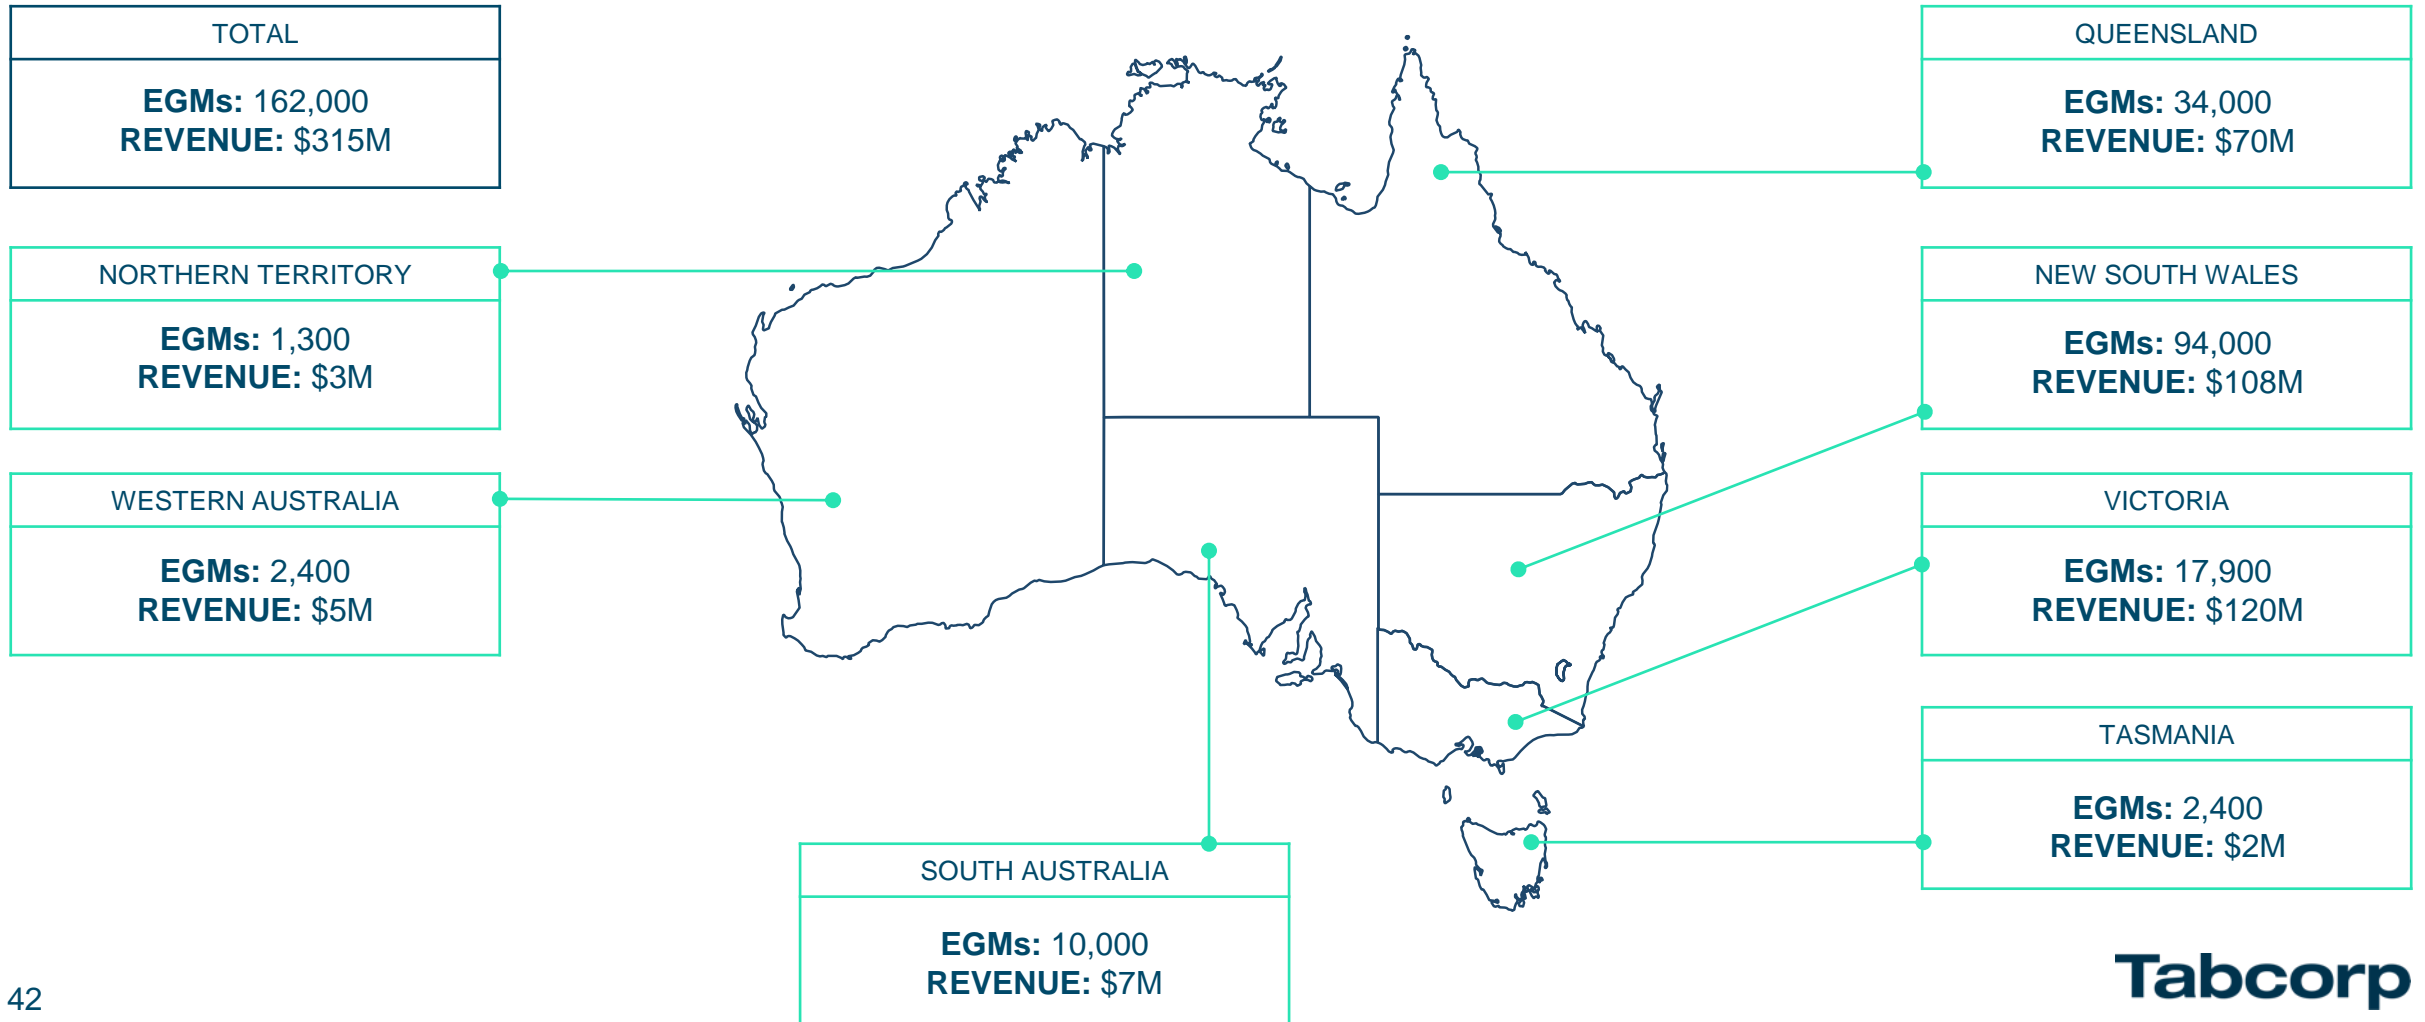 TOTAL
EGMs: 162,000
REVENUE: $315M
NORTHERN TERRITORY
EGMs: 1,300
REVENUE: $3M
WESTERN AUSTRALIA
EGMs: 2,400
REVENUE: $5M
SOUTH AUSTRALIA
EGMs: 10,000
REVENUE: $7M
QUEENSLAND
EGMs: 34,000
REVENUE: $70M
NEW SOUTH WALES
EGMs: 94,000
REVENUE: $108M
VICTORIA
EGMs: 17,900
REVENUE: $120M
TASMANIA
EGMs: 2,400
REVENUE: $2M
42
Tabcorp